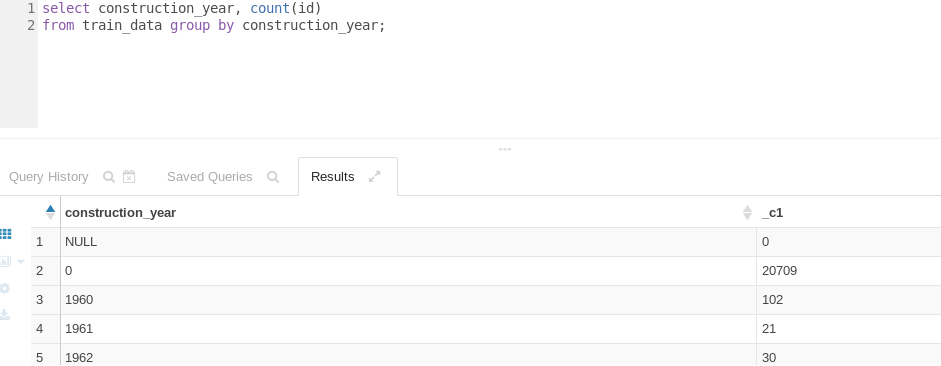 1 select construction_year, count(id)
2 from train_data group by construction_year;
Query History Saved Queries Results
construction_year _c1
1 NULL 0
2 0 20709
3 1960 102
4 1961 21
5 1962 30